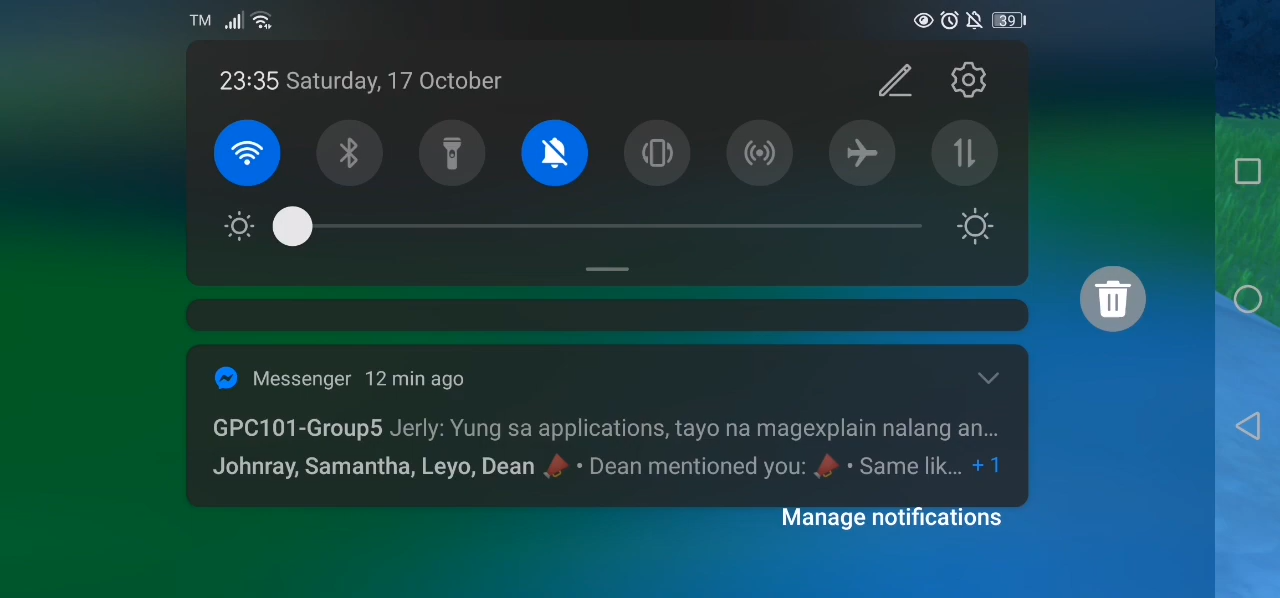 TM 39
23:35 Saturday, 17 October
Messenger 12 min ago
GPC101-Group5 Jerly: Yung sa applications, tayo na magexplain nalang an...
Johnray, Samantha, Leyo, Dean 📣 • Dean mentioned you: 📣 • Same lik... + 1
Manage notifications